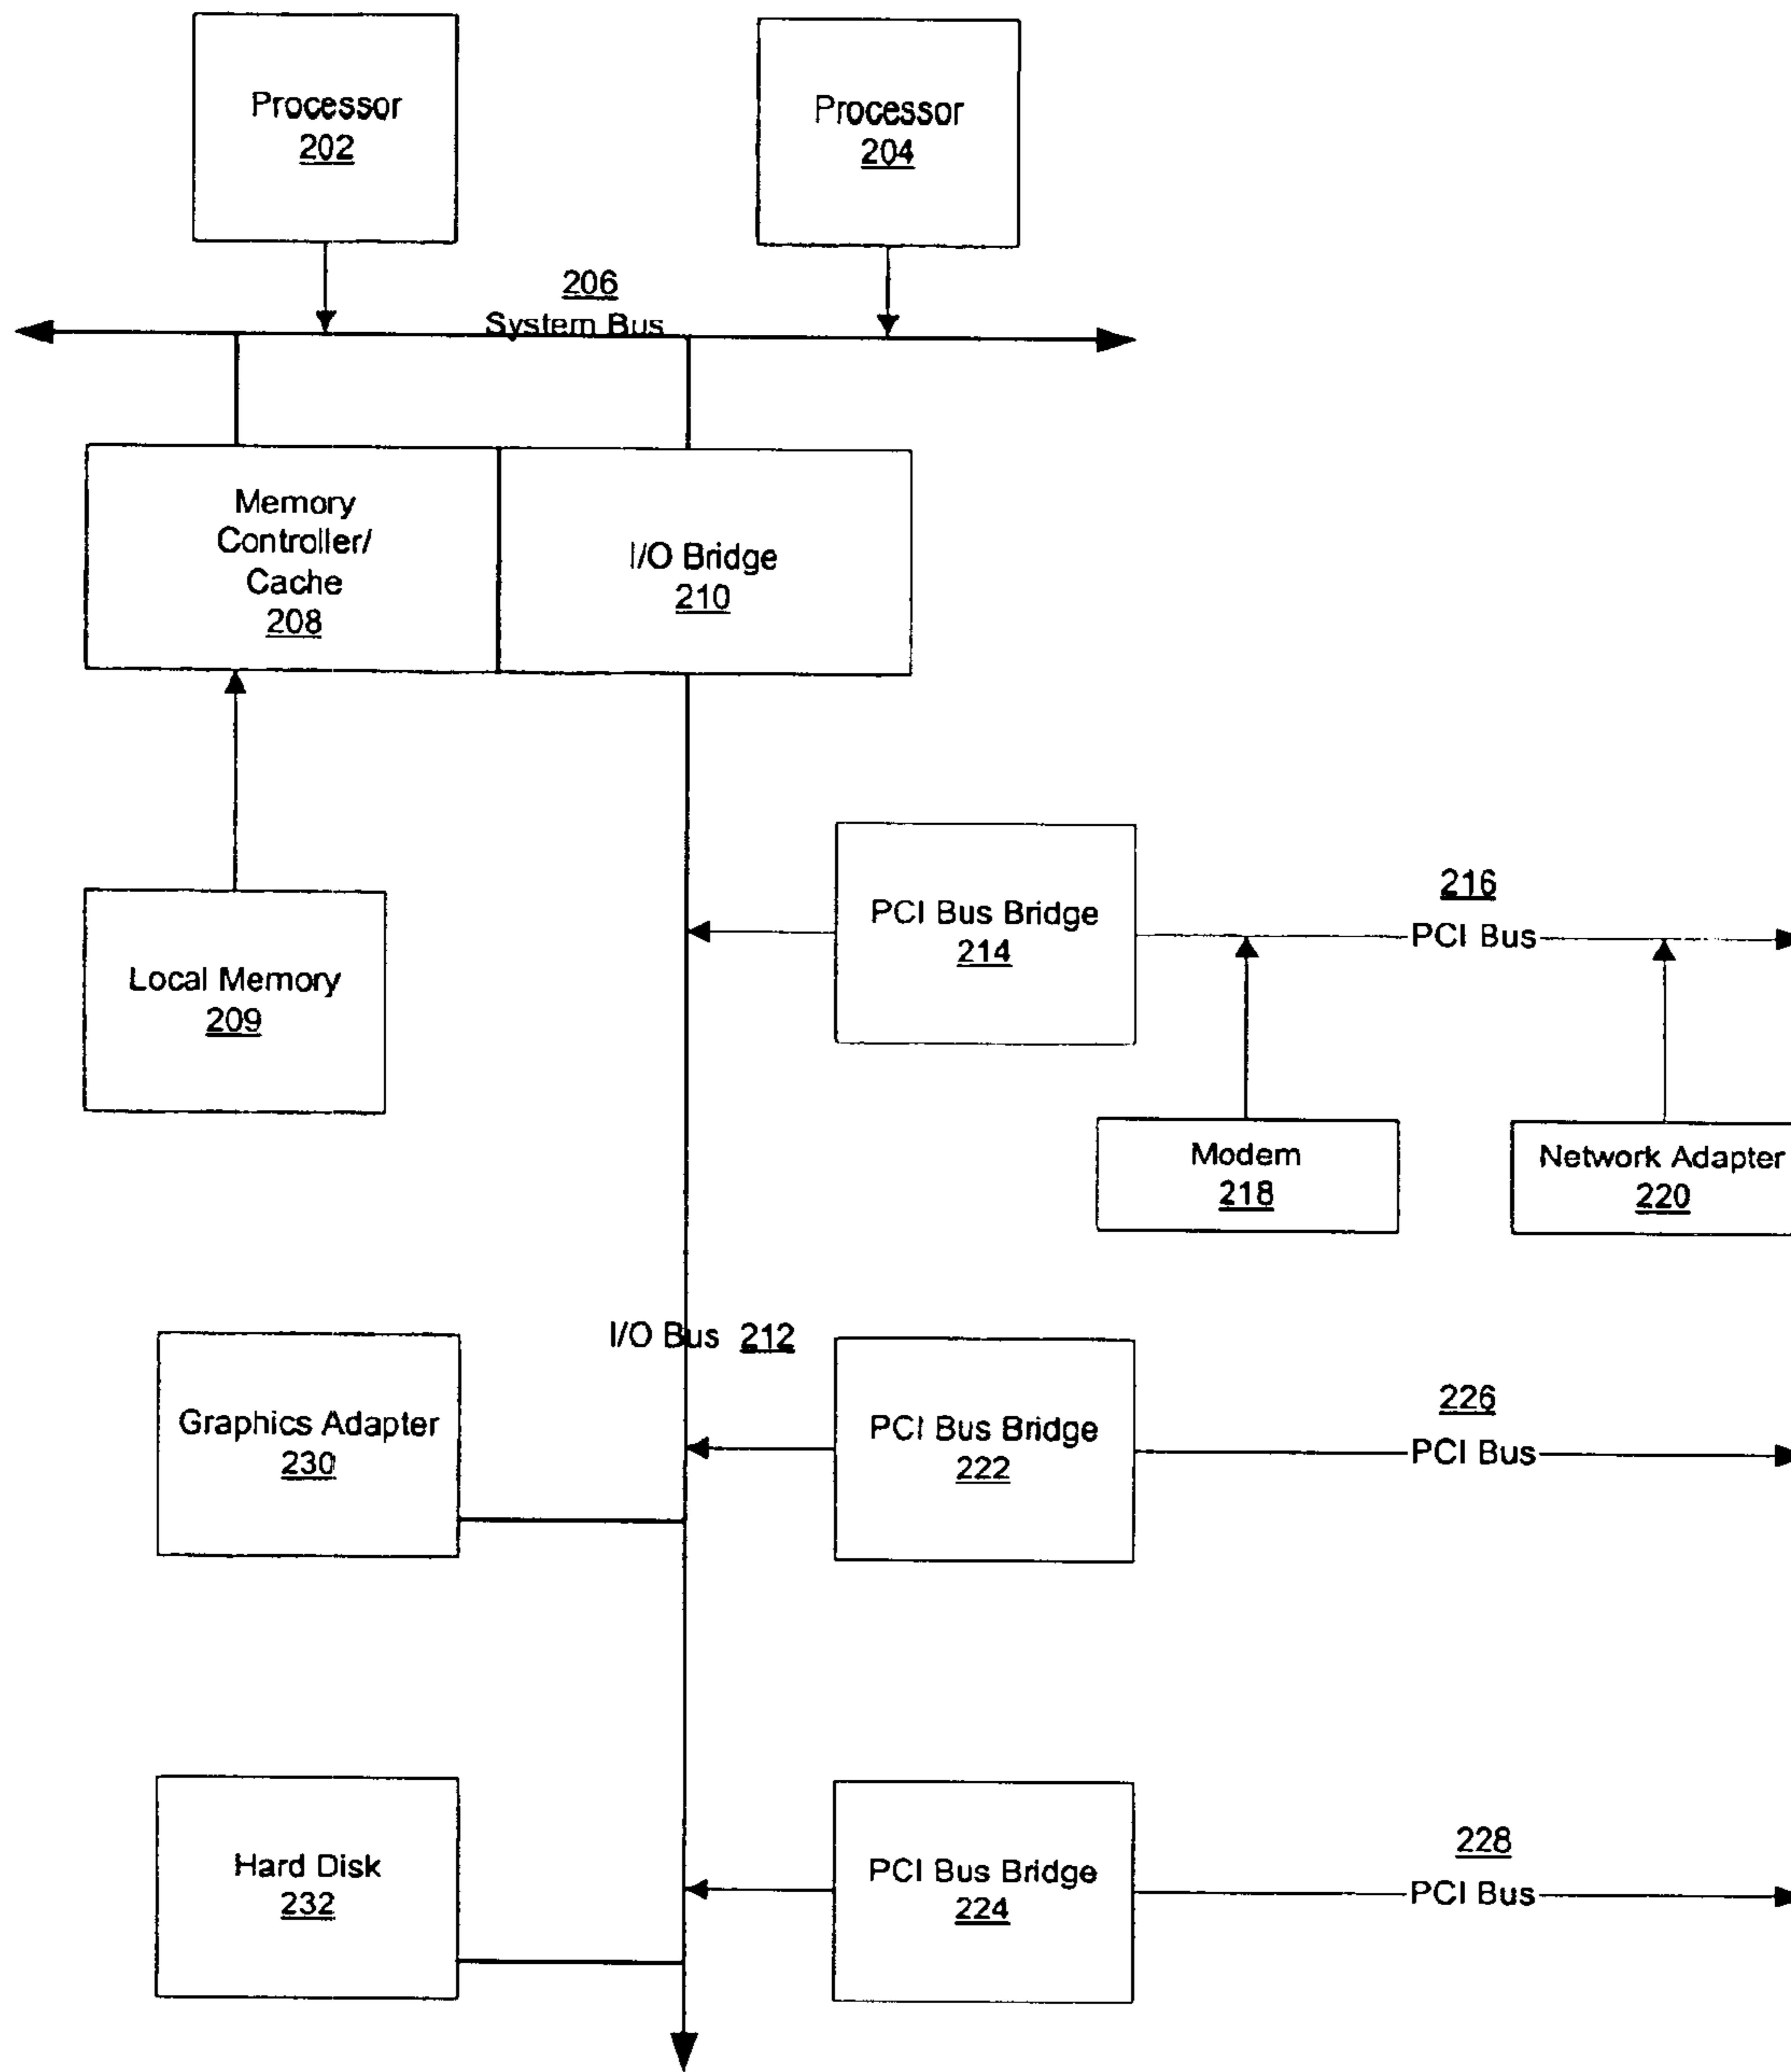 Processor
202
Processor
204
206
System Bus
Memory
Controller/
Cache
208
I/O Bridge
210
PCI Bus Bridge
214
216
PCI Bus
Local Memory
209
Modem
218
Network Adapter
220
I/O Bus 212
Graphics Adapter
230
PCI Bus Bridge
222
226
PCI Bus
Hard Disk
232
PCI Bus Bridge
224
228
PCI Bus